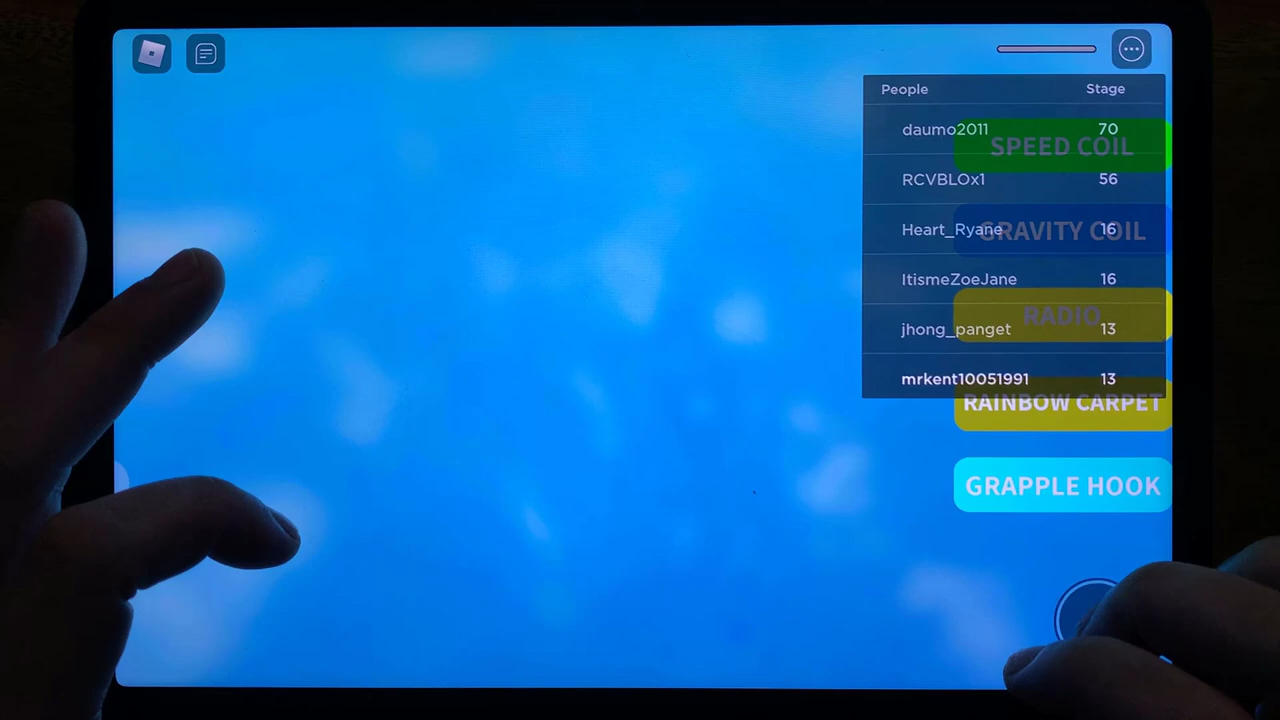 People Stage
daumo2011 70
SPEED COIL
RCVBLOx1 56
Heart_Ryane 16
GRAVITY COIL
ItismeZoeJane 16
RADIO
jhong_panget 13
mrkent10051991 13
RAINBOW CARPET
GRAPPLE HOOK